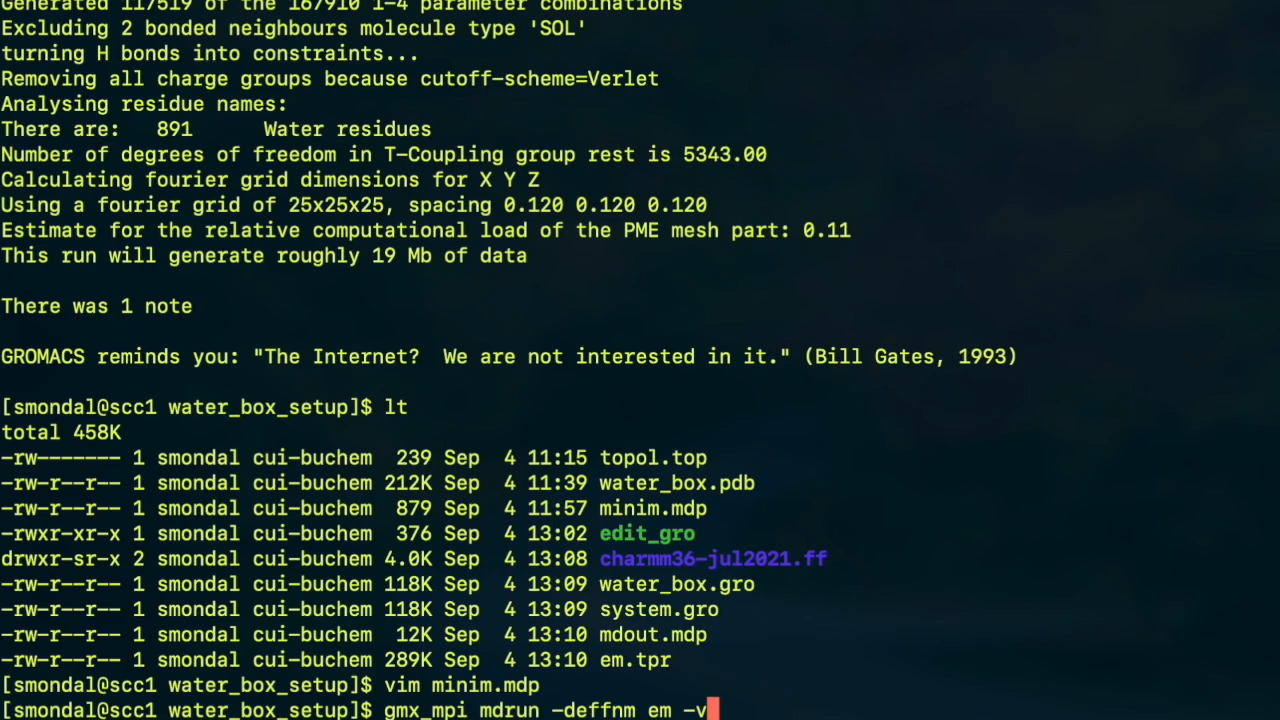 Generated 117519 of the 167910 1-4 parameter combinations
Excluding 2 bonded neighbours molecule type 'SOL'
turning H bonds into constraints...
Removing all charge groups because cutoff-scheme=Verlet
Analysing residue names:
There are:   891      Water residues
Number of degrees of freedom in T-Coupling group rest is 5343.00
Calculating fourier grid dimensions for X Y Z
Using a fourier grid of 25x25x25, spacing 0.120 0.120 0.120
Estimate for the relative computational load of the PME mesh part: 0.11
This run will generate roughly 19 Mb of data
There was 1 note
GROMACS reminds you: "The Internet?  We are not interested in it." (Bill Gates, 1993)
[smondal@scc1 water_box_setup]$ lt
total 458K
-rw------- 1 smondal cui-buchem  239 Sep  4 11:15 topol.top
-rw-r--r-- 1 smondal cui-buchem 212K Sep  4 11:39 water_box.pdb
-rw-r--r-- 1 smondal cui-buchem  879 Sep  4 11:57 minim.mdp
-rwxr-xr-x 1 smondal cui-buchem  376 Sep  4 13:02 edit_gro
drwxr-sr-x 2 smondal cui-buchem 4.0K Sep  4 13:08 charmm36-jul2021.ff
-rw-r--r-- 1 smondal cui-buchem 118K Sep  4 13:09 water_box.gro
-rw-r--r-- 1 smondal cui-buchem 118K Sep  4 13:09 system.gro
-rw-r--r-- 1 smondal cui-buchem  12K Sep  4 13:10 mdout.mdp
-rw-r--r-- 1 smondal cui-buchem 289K Sep  4 13:10 em.tpr
[smondal@scc1 water_box_setup]$ vim minim.mdp
[smondal@scc1 water_box_setup]$ gmx_mpi mdrun -deffnm em -v